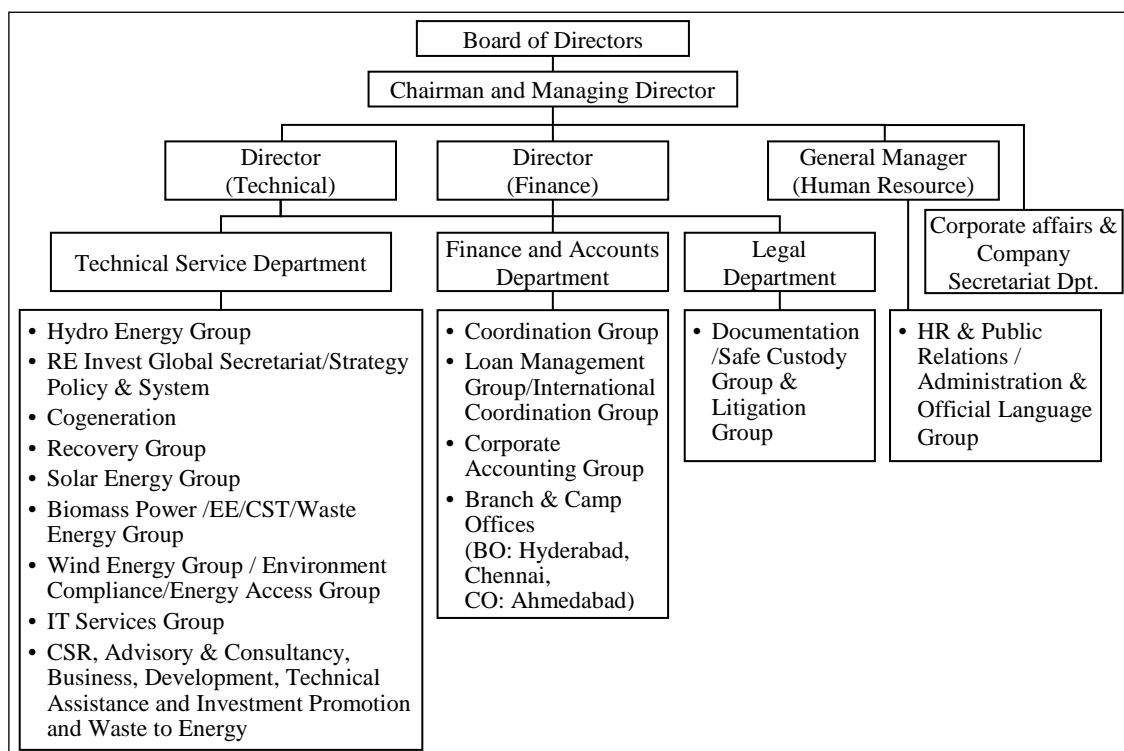 Board of Directors
Chairman and Managing Director
Director
(Technical)
Director
(Finance)
General Manager
(Human Resource)
Corporate affairs &
Company
Secretariat Dpt.
Technical Service Department
Finance and Accounts
Department
Legal
Department
• Hydro Energy Group
• RE Invest Global Secretariat/Strategy
Policy & System
• Cogeneration
• Recovery Group
• Solar Energy Group
• Biomass Power /EE/CST/Waste
Energy Group
• Wind Energy Group / Environment
Compliance/Energy Access Group
• IT Services Group
• CSR, Advisory & Consultancy,
Business, Development, Technical
Assistance and Investment Promotion
and Waste to Energy
• Coordination Group
• Loan Management
Group/International
Coordination Group
• Corporate
Accounting Group
• Branch & Camp
Offices
(BO: Hyderabad,
Chennai,
CO: Ahmedabad)
• Documentation
/Safe Custody
Group &
Litigation
Group
• HR & Public
Relations /
Administration &
Official Language
Group